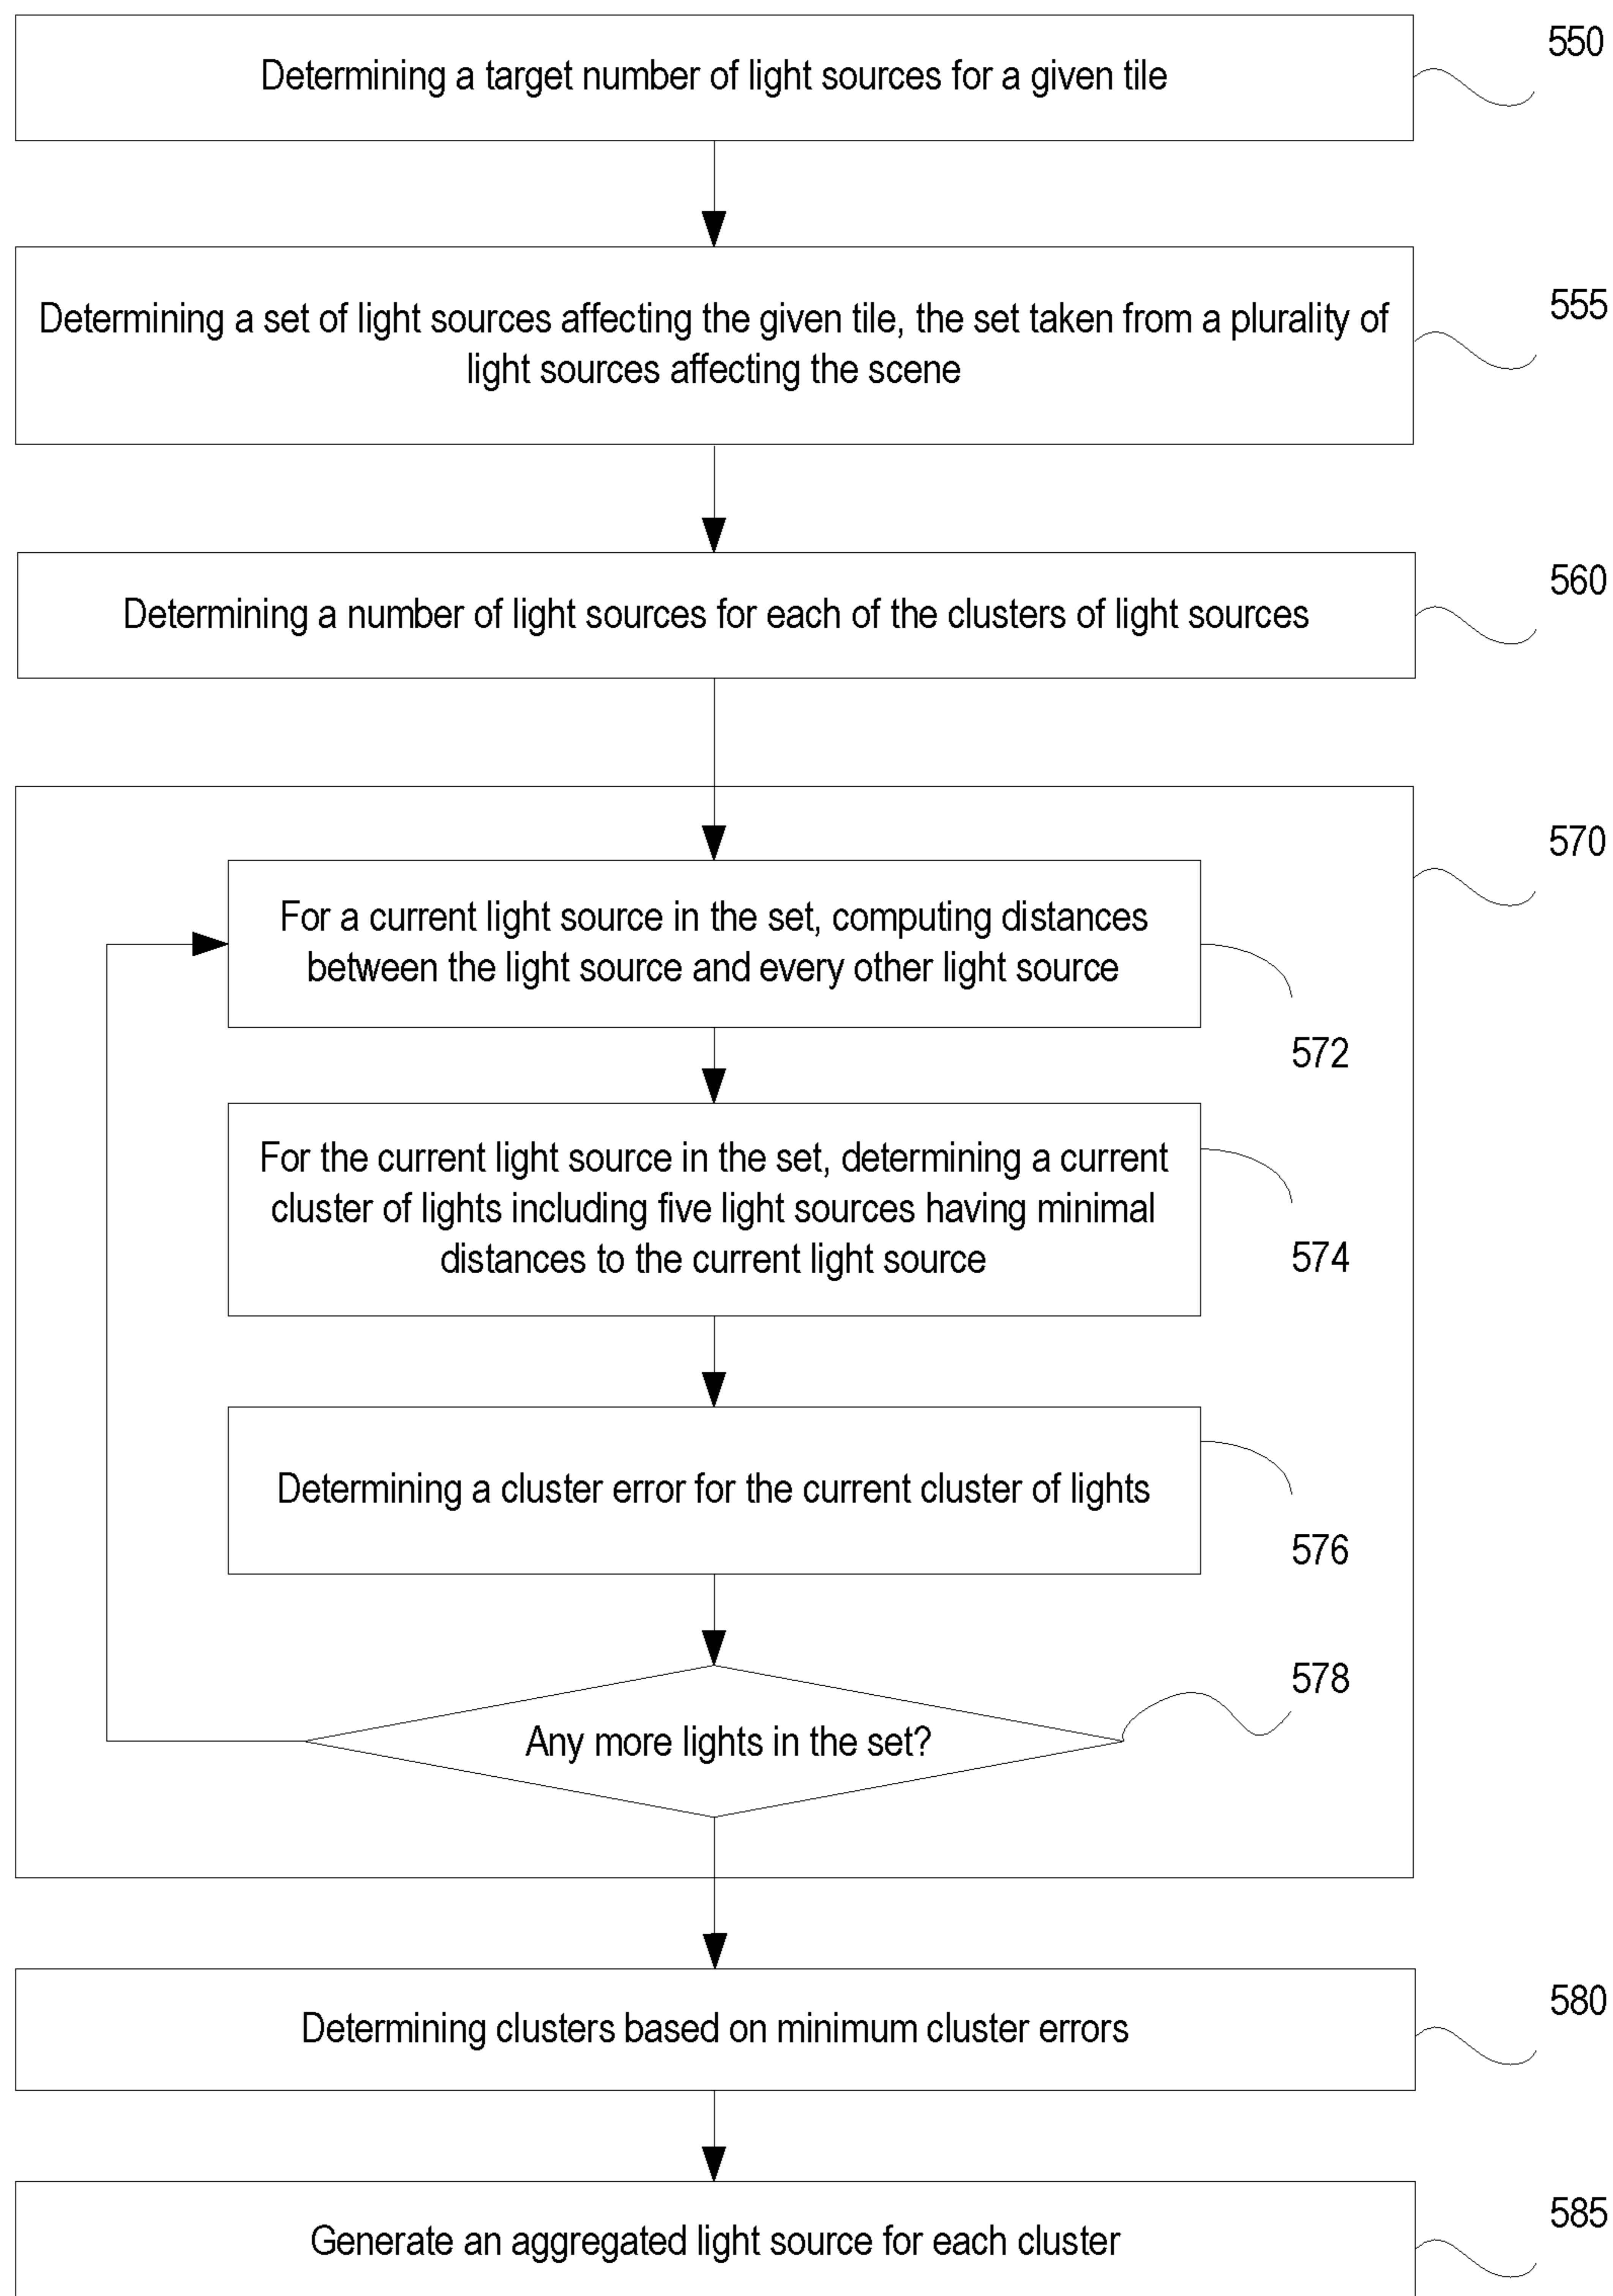 550
Determining a target number of light sources for a given tile
555
Determining a set of light sources affecting the given tile, the set taken from a plurality of
light sources affecting the scene
560
Determining a number of light sources for each of the clusters of light sources
570
For a current light source in the set, computing distances
between the light source and every other light source
572
For the current light source in the set, determining a current
cluster of lights including five light sources having minimal
distances to the current light source
574
Determining a cluster error for the current cluster of lights
576
578
Any more lights in the set?
580
Determining clusters based on minimum cluster errors
585
Generate an aggregated light source for each cluster